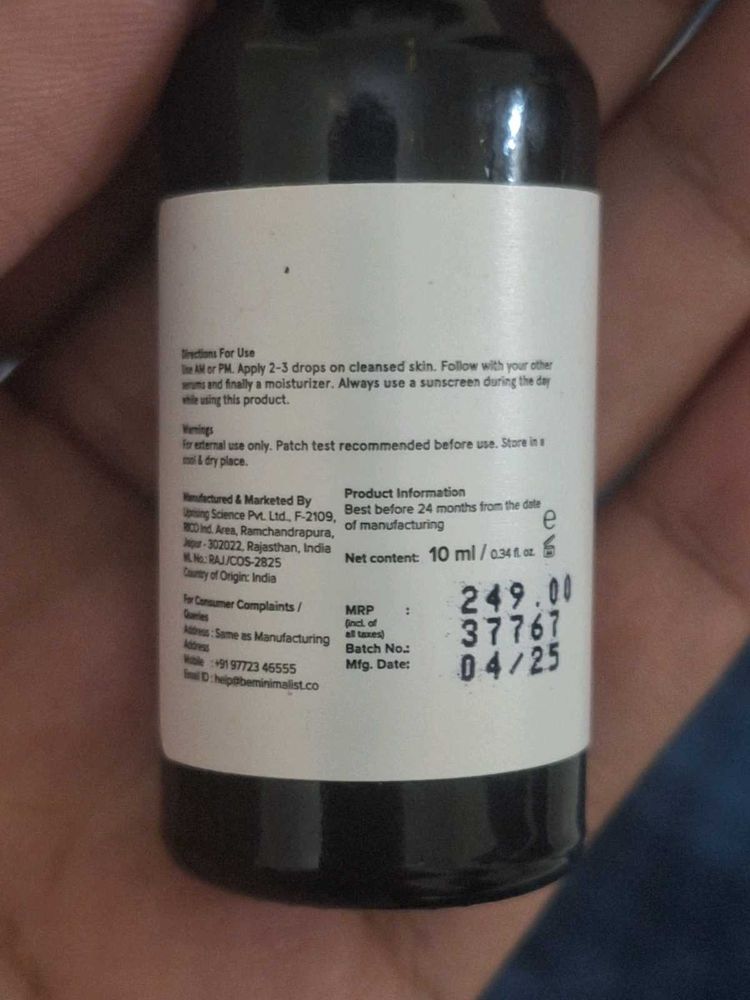 Directions For Use
Use AM or PM. Apply 2-3 drops on cleansed skin. Follow with your other
serums and finally a moisturizer. Always use a sunscreen during the day
while using this product.
Warnings
For external use only. Patch test recommended before use. Store in a
cool & dry place.
Manufactured & Marketed By
Uprising Science Pvt. Ltd., F-2109,
RIICO Ind. Area, Ramchandrapura,
Jaipur - 302022, Rajasthan, India
M.L No.: RAJ/COS-2825
Country of Origin: India
For Consumer Complaints /
Queries
Address : Same as Manufacturing
Address
Mobile : +91 97723 46555
Email ID : help@beminimalist.co
Product Information
Best before 24 months from the date
of manufacturing
e
Net content: 10 ml / 0.34 fl. oz.
MRP : 249.00
(incl. of
all taxes)
Batch No.: 37767
Mfg. Date: 04/25